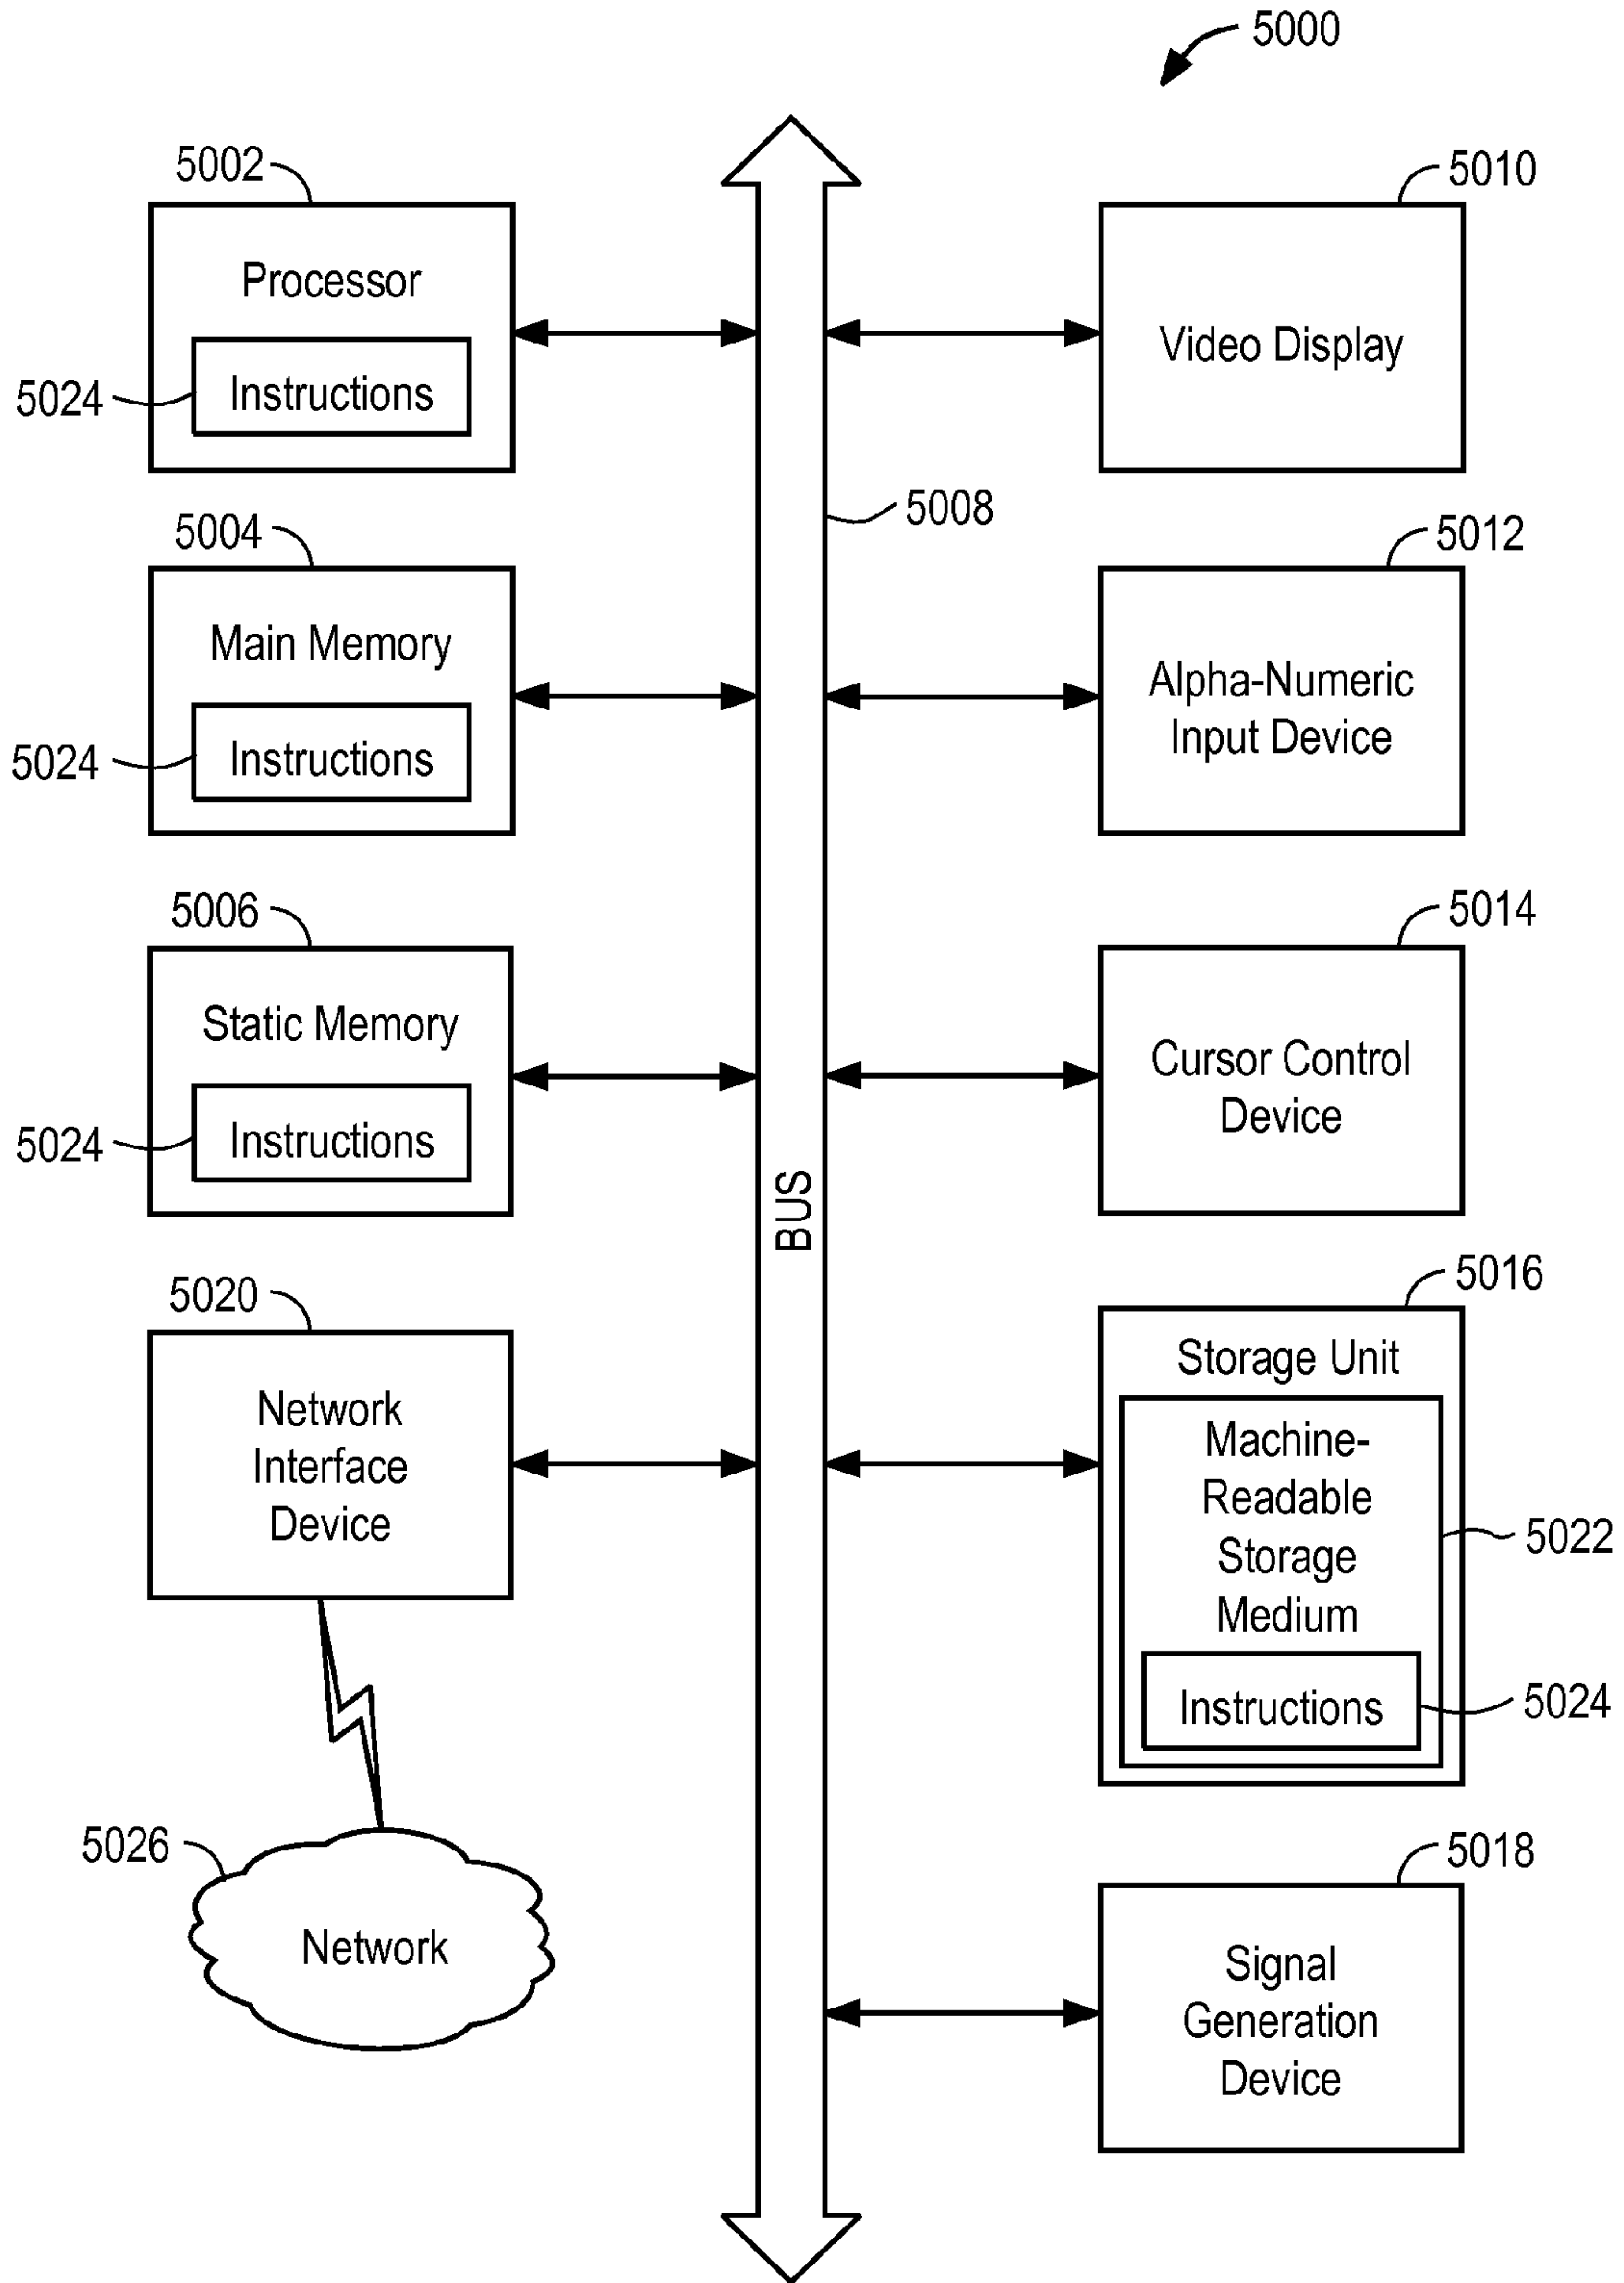 5000
5002
Processor
Instructions
5024
5004
Main Memory
Instructions
5024
5006
Static Memory
Instructions
5024
5020
Network
Interface
Device
5026
Network
5008
BUS
5010
Video Display
5012
Alpha-Numeric
Input Device
5014
Cursor Control
Device
5016
Storage Unit
Machine-
Readable
Storage
Medium
5022
Instructions
5024
5018
Signal
Generation
Device